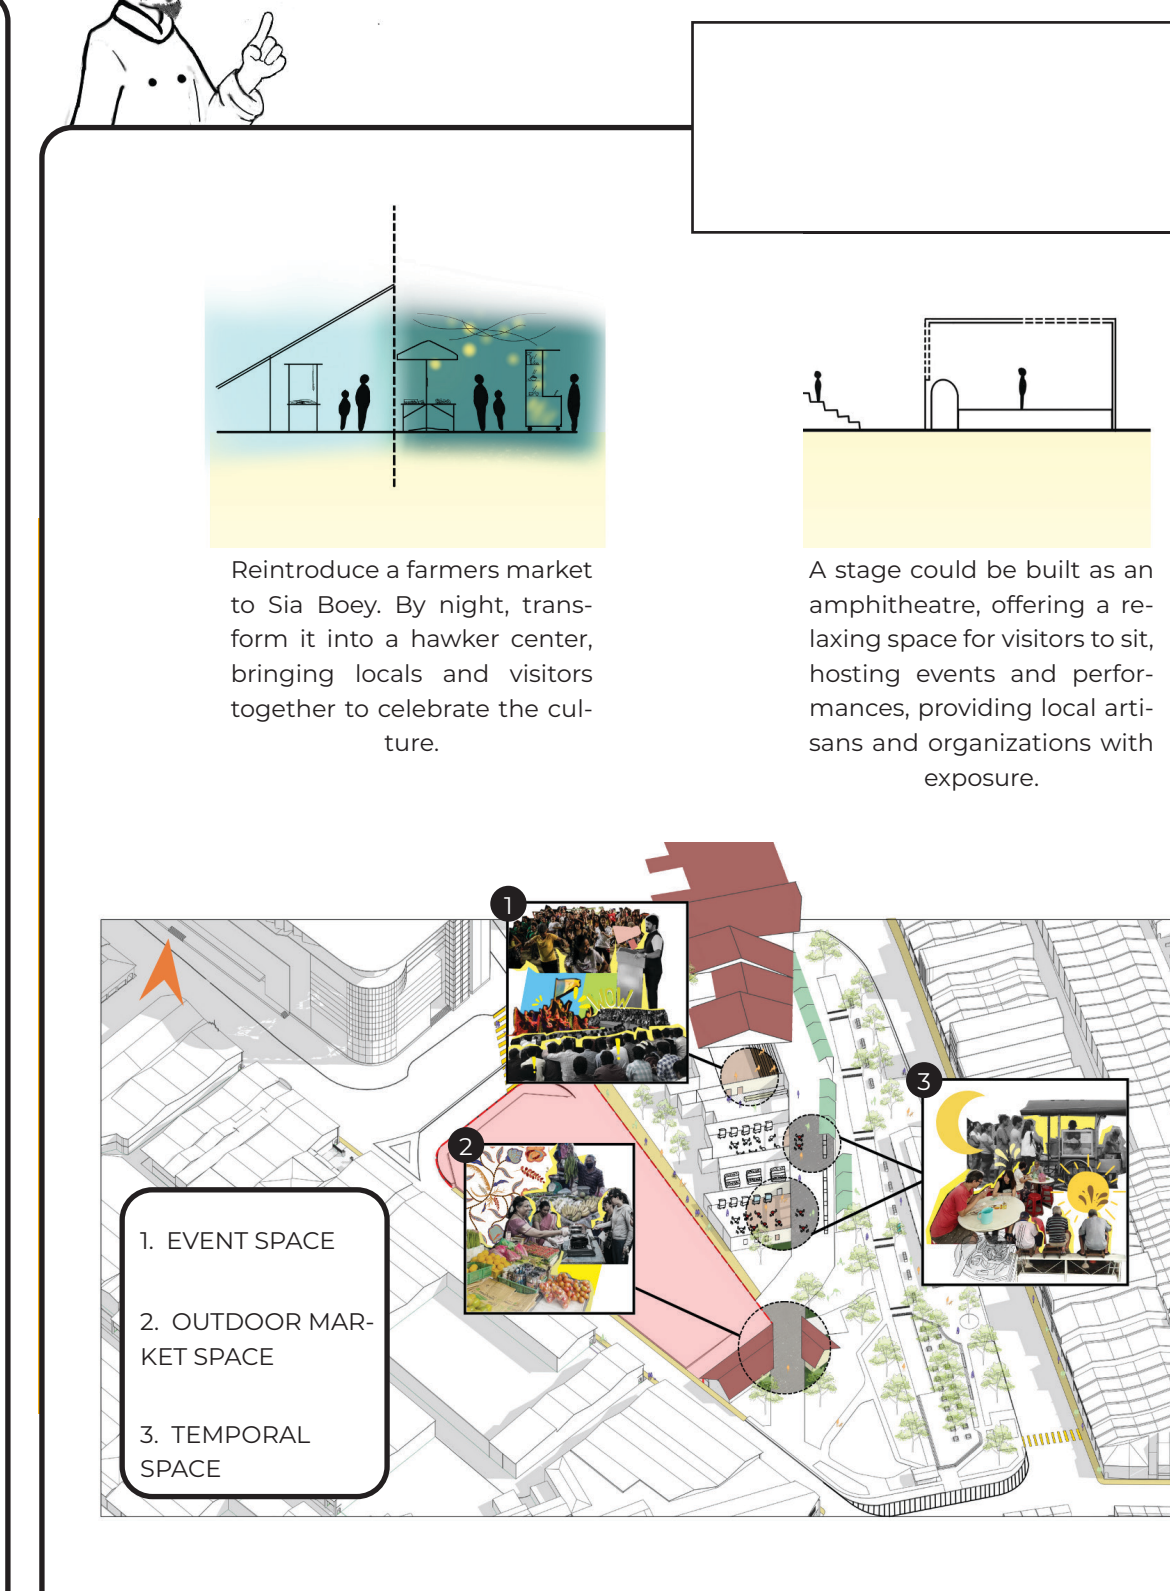 Reintroduce a farmers market
to Sia Boey. By night, trans-
form it into a hawker center,
bringing locals and visitors
together to celebrate the cul-
ture.
A stage could be built as an
amphitheatre, offering a re-
laxing space for visitors to sit,
hosting events and perfor-
mances, providing local arti-
sans and organizations with
exposure.
1
WOW
2
3
1. EVENT SPACE
2. OUTDOOR MAR-
KET SPACE
3. TEMPORAL
SPACE